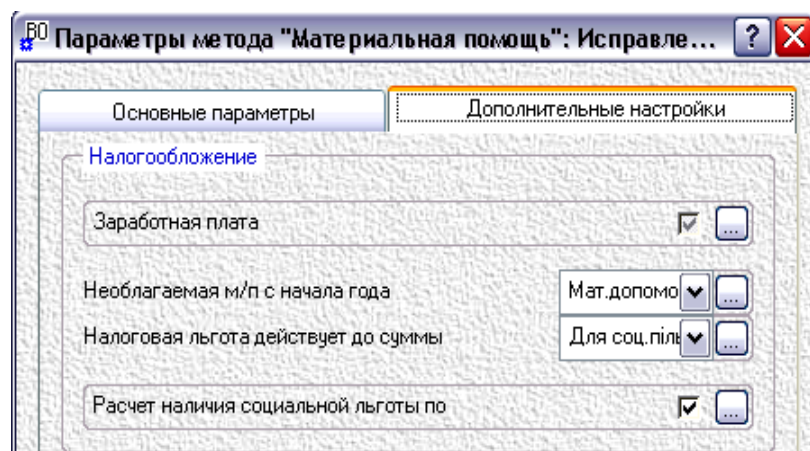 Параметры метода "Материальная помощь": Исправле...
Основные параметры
Дополнительные настройки
Налогообложение
Заработная плата
...
Необлагаемая м/п с начала года
Мат.допомо
...
Налоговая льгота действует до суммы
Для соц.піль
...
Расчет наличия социальной льготы по
...